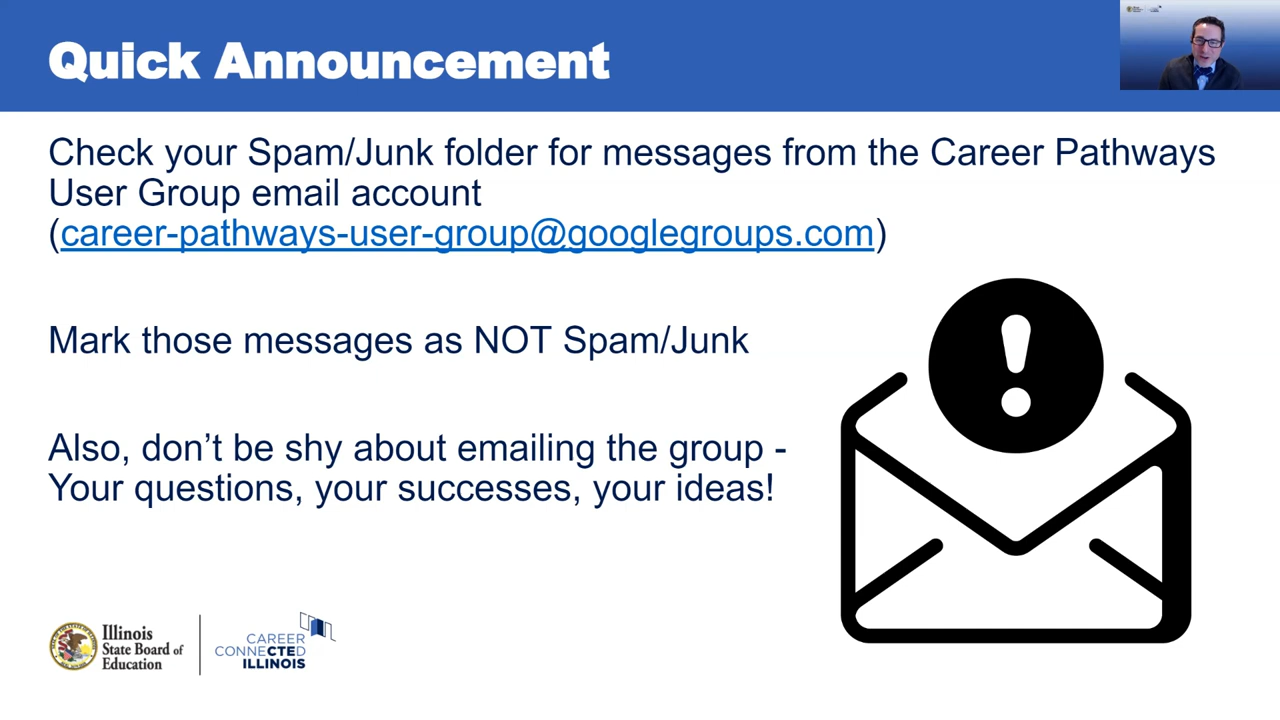 Quick Announcement
Check your Spam/Junk folder for messages from the Career Pathways
User Group email account
(career-pathways-user-group@googlegroups.com)
Mark those messages as NOT Spam/Junk
Also, don’t be shy about emailing the group -
Your questions, your successes, your ideas!
Illinois
State Board of
Education
CAREER
CONNECTED
ILLINOIS